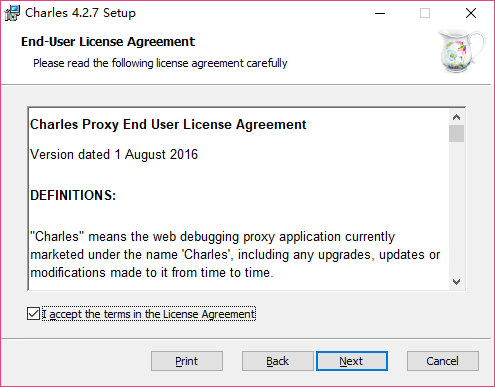 Charles 4.2.7 Setup
End-User License Agreement
Please read the following license agreement carefully
Charles Proxy End User License Agreement
Version dated 1 August 2016
DEFINITIONS:
"Charles" means the web debugging proxy application currently
marketed under the name 'Charles', including any upgrades, updates or
modifications made to it from time to time.
I accept the terms in the License Agreement
Print Back Next Cancel